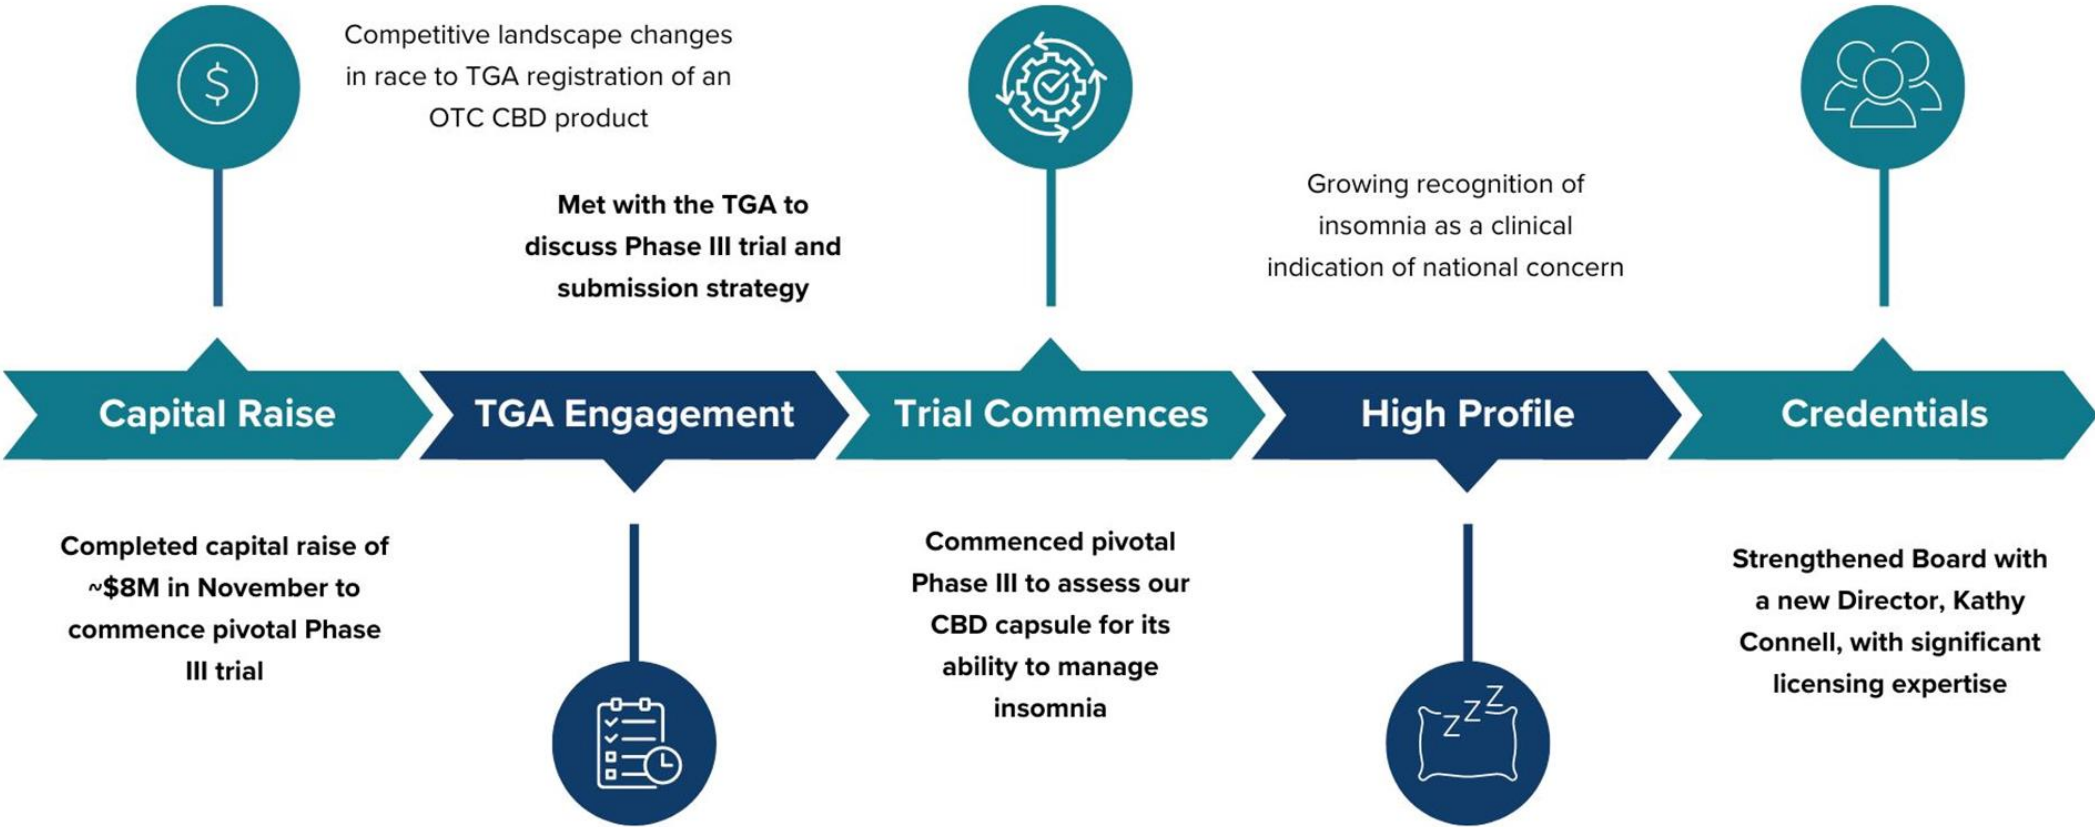 Competitive landscape changes
in race to TGA registration of an
OTC CBD product
Met with the TGA to
discuss Phase III trial and
submission strategy
Growing recognition of
insomnia as a clinical
indication of national concern
Capital Raise
TGA Engagement
Trial Commences
High Profile
Credentials
Completed capital raise of
~$8M in November to
commence pivotal Phase
III trial
Commenced pivotal
Phase III to assess our
CBD capsule for its
ability to manage
insomnia
Strengthened Board with
a new Director, Kathy
Connell, with significant
licensing expertise
$
z z z